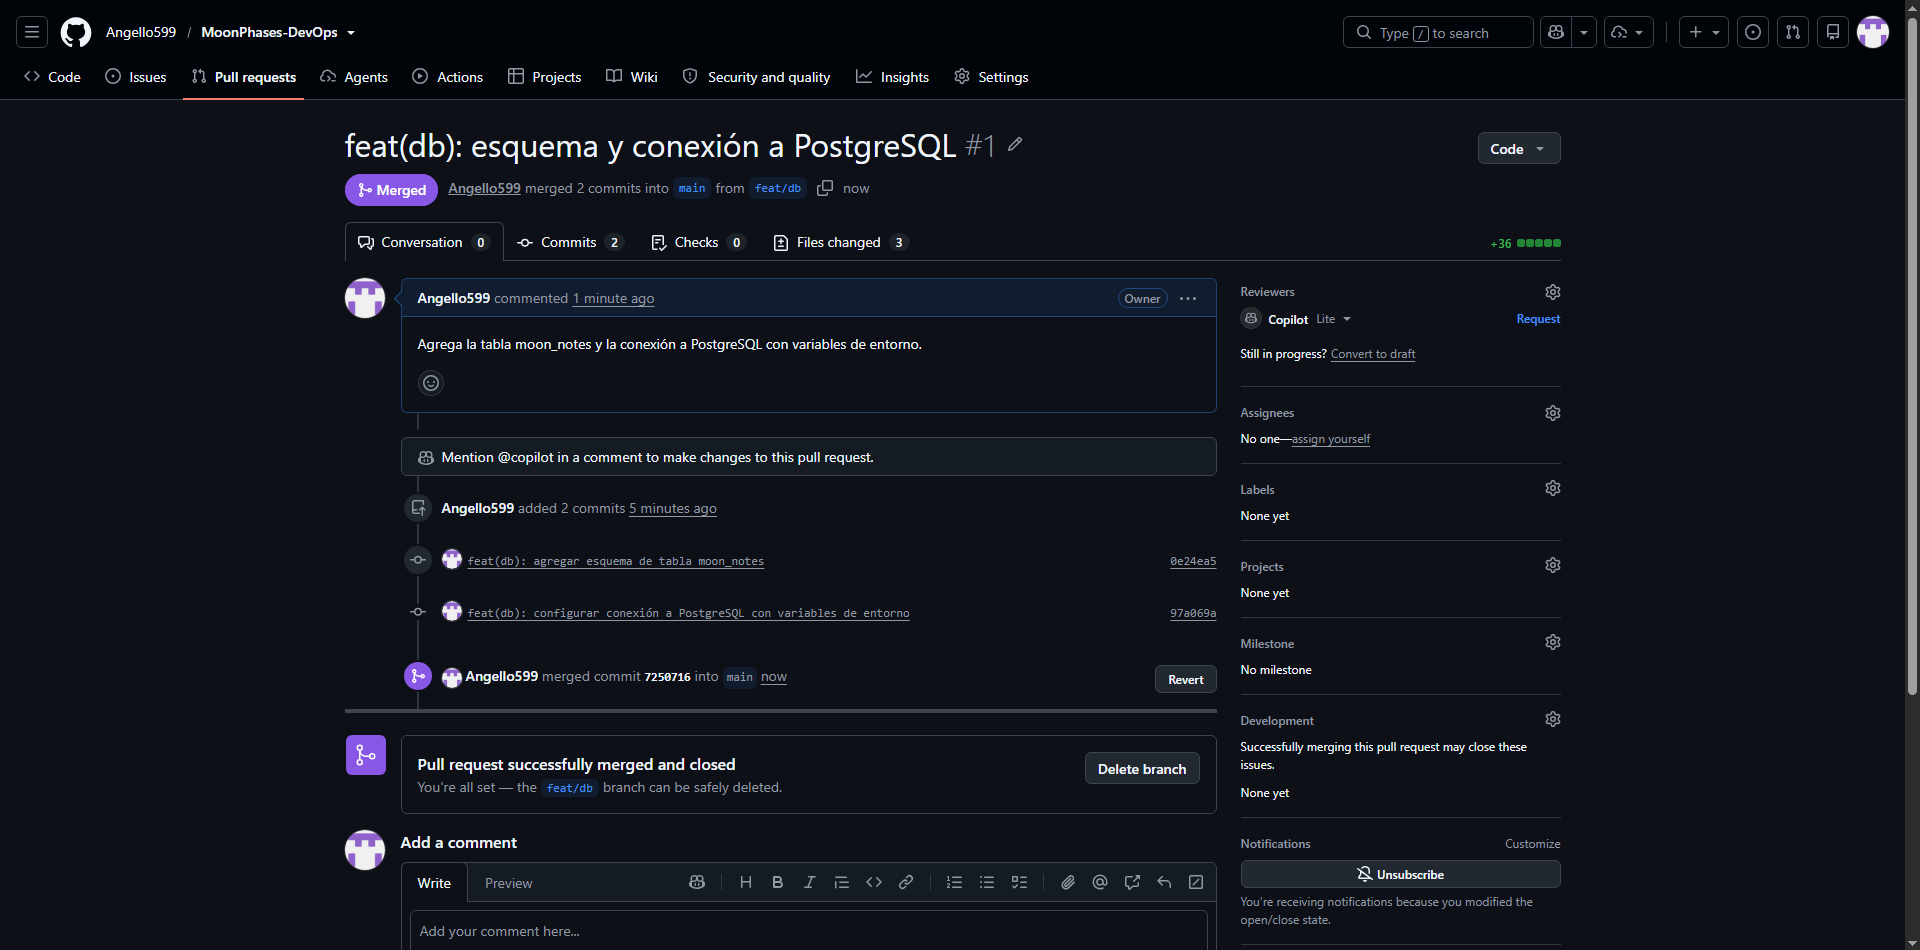 Angello599 / MoonPhases-DevOps
Type / to search
Code
Issues
Pull requests
Agents
Actions
Projects
Wiki
Security and quality
Insights
Settings
feat(db): esquema y conexión a PostgreSQL #1
Code
Merged
Angello599 merged 2 commits into main from feat/db now
Conversation 0
Commits 2
Checks 0
Files changed 3
+36
Angello599 commented 1 minute ago
Owner
Agrega la tabla moon_notes y la conexión a PostgreSQL con variables de entorno.
Mention @copilot in a comment to make changes to this pull request.
Angello599 added 2 commits 5 minutes ago
feat(db): agregar esquema de tabla moon_notes
0e24ea5
feat(db): configurar conexión a PostgreSQL con variables de entorno
97a069a
Angello599 merged commit 7250716 into main now
Revert
Pull request successfully merged and closed
You're all set — the feat/db branch can be safely deleted.
Delete branch
Add a comment
Write
Preview
Add your comment here...
Reviewers
Copilot Lite
Request
Still in progress? Convert to draft
Assignees
No one—assign yourself
Labels
None yet
Projects
None yet
Milestone
No milestone
Development
Successfully merging this pull request may close these
issues.
None yet
Notifications
Customize
Unsubscribe
You're receiving notifications because you modified the
open/close state.